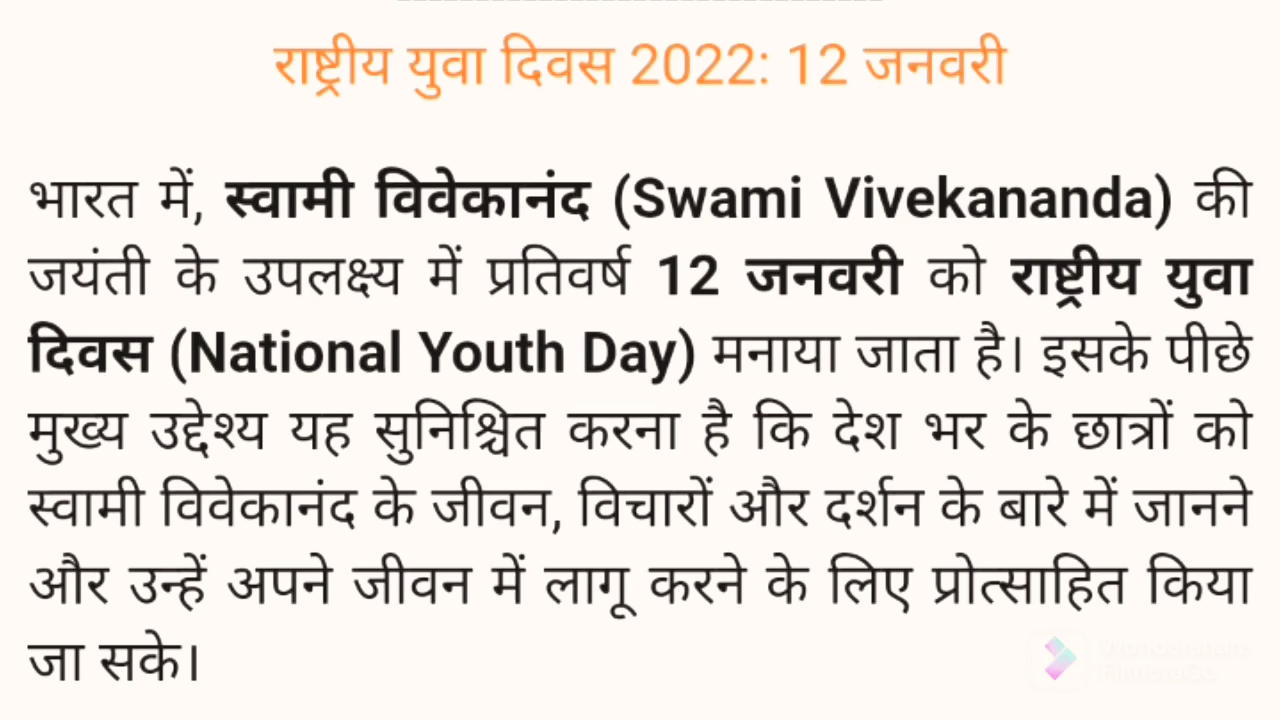 राष्ट्रीय युवा दिवस 2022: 12 जनवरी
भारत में, स्वामी विवेकानंद (Swami Vivekananda) की
जयंती के उपलक्ष्य में प्रतिवर्ष 12 जनवरी को राष्ट्रीय युवा
दिवस (National Youth Day) मनाया जाता है। इसके पीछे
मुख्य उद्देश्य यह सुनिश्चित करना है कि देश भर के छात्रों को
स्वामी विवेकानंद के जीवन, विचारों और दर्शन के बारे में जानने
और उन्हें अपने जीवन में लागू करने के लिए प्रोत्साहित किया
जा सके।